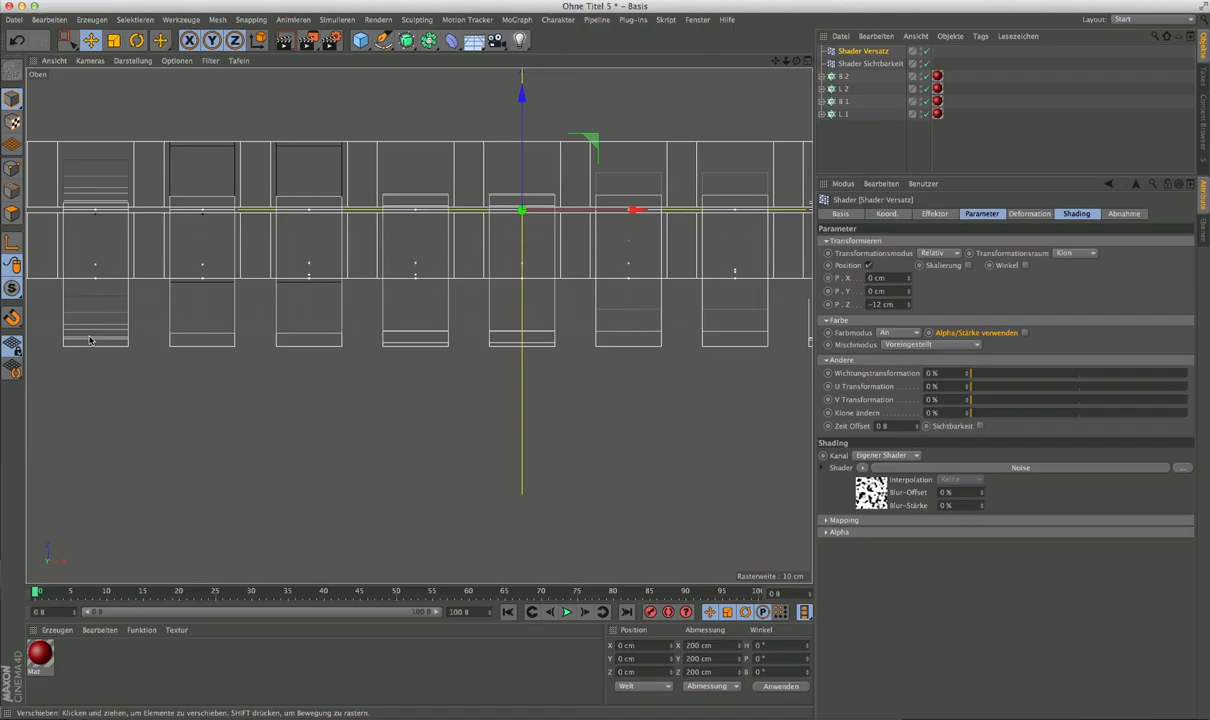 Ohne Titel 5 * - Basis
Datei Bearbeiten Erzeugen Selektieren Werkzeuge Mesh Snapping Animieren Simulieren Rendern Sculpting Motion Tracker MoGraph Charakter Pipeline Plug-ins Skript Fenster Hilfe
Layout: Start
X Y Z
Ansicht Kameras Darstellung Optionen Filter Tafeln
Oben
Rasterweite : 10 cm
Datei Bearbeiten Ansicht Objekte Tags Lesezeichen
Shader Versatz
Shader Sichtbarkeit
B 2
L 2
B 1
L 1
Objekte
Takes
Content Browser
Attribute
Ebenen
Modus Bearbeiten Benutzer
Shader [Shader Versatz]
Basis Koord. Effektor Parameter Deformation Shading Abnahme
Parameter
Transformieren
Transformationsmodus Relativ Transformationsraum Klon
Position Skalierung Winkel
P . X 0 cm
P . Y 0 cm
P . Z -12 cm
Farbe
Farbmodus An Alpha/Stärke verwenden
Mischmodus Voreingestellt
Andere
Wichtungstransformation 0 %
U Transformation 0 %
V Transformation 0 %
Klone ändern 0 %
Zeit Offset 0 B Sichtbarkeit
Shading
Kanal Eigener Shader
Shader Noise ...
Interpolation Keine
Blur-Offset 0 %
Blur-Stärke 0 %
Mapping
Alpha
0 5 10 15 20 25 30 35 40 45 50 55 60 65 70 75 80 85 90 95 100 0 B
0 B 0 B 100 B 100 B
Erzeugen Bearbeiten Funktion Textur
Mat
Position Abmessung Winkel
X 0 cm X 200 cm H 0 °
Y 0 cm Y 200 cm P 0 °
Z 0 cm Z 200 cm B 0 °
Welt Abmessung Anwenden
MAXON CINEMA 4D
Verschieben: Klicken und ziehen, um Elemente zu verschieben. SHIFT drücken, um Bewegung zu rastern.